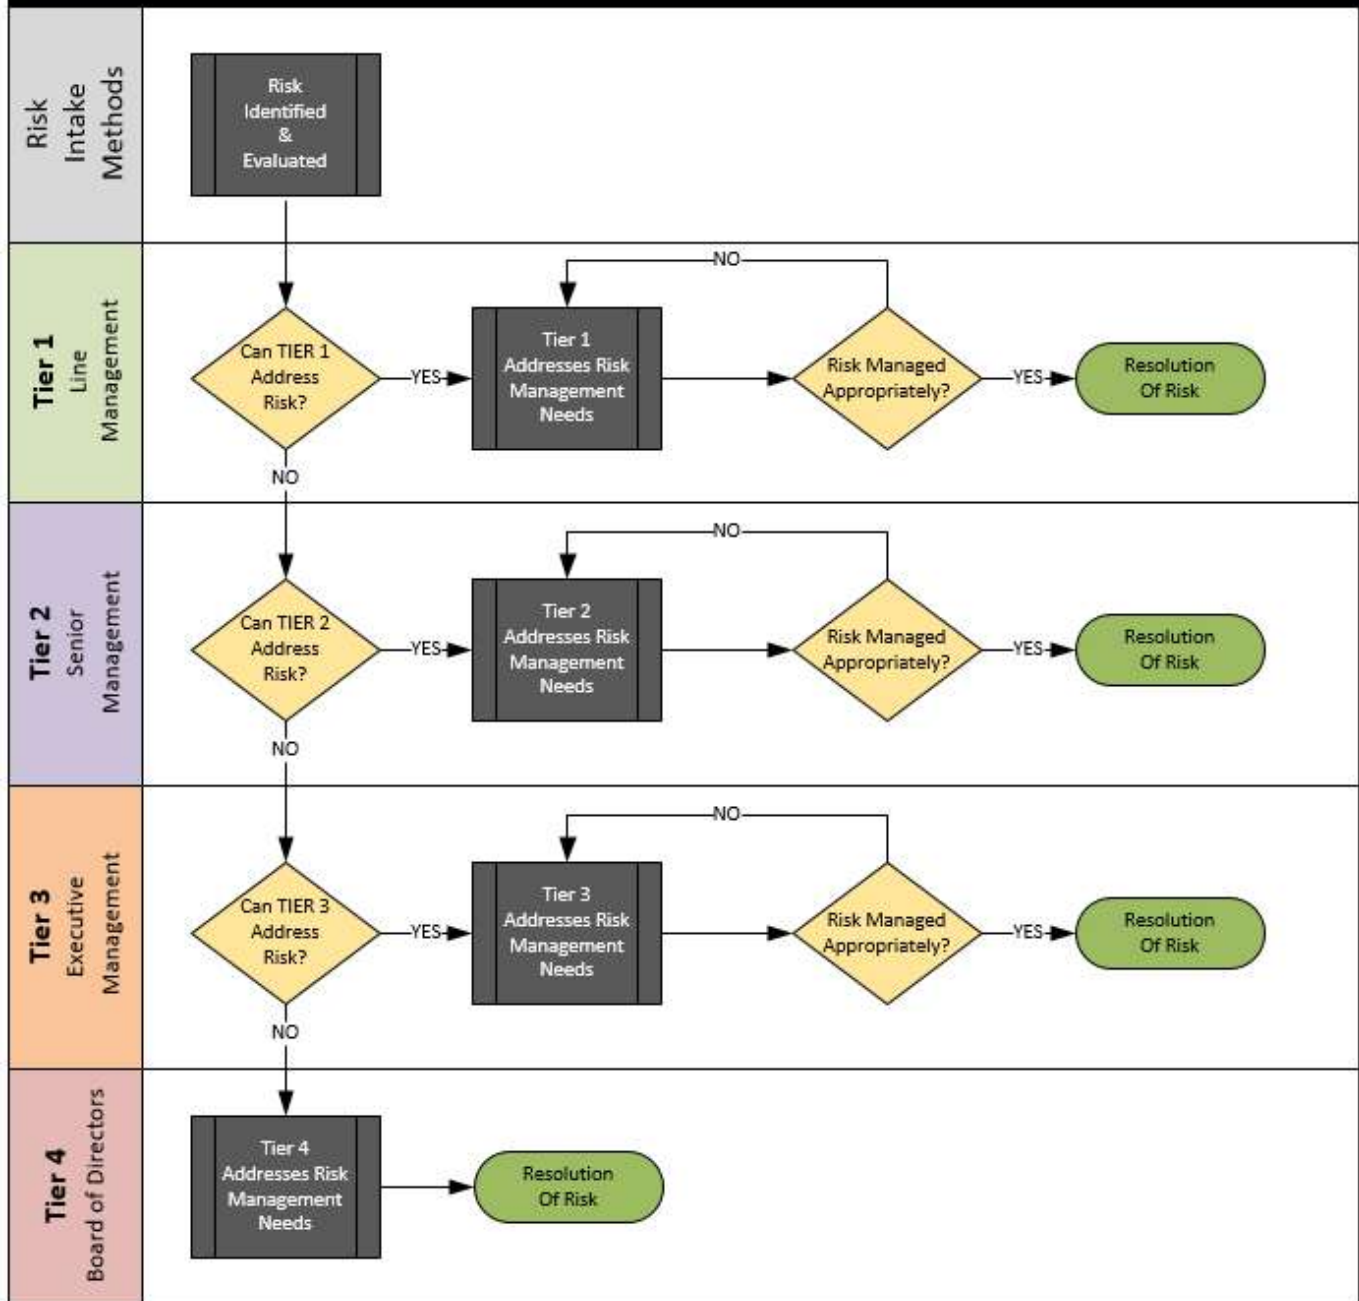 Risk
Intake
Methods
Risk
Identified
&
Evaluated
Tier 1
Line
Management
Can TIER 1
Address
Risk?
YES
NO
Tier 1
Addresses Risk
Management
Needs
NO
Risk Managed
Appropriately?
YES
Resolution
Of Risk
Tier 2
Senior
Management
Can TIER 2
Address
Risk?
YES
NO
Tier 2
Addresses Risk
Management
Needs
NO
Risk Managed
Appropriately?
YES
Resolution
Of Risk
Tier 3
Executive
Management
Can TIER 3
Address
Risk?
YES
NO
Tier 3
Addresses Risk
Management
Needs
NO
Risk Managed
Appropriately?
YES
Resolution
Of Risk
Tier 4
Board of Directors
Tier 4
Addresses Risk
Management
Needs
Resolution
Of Risk